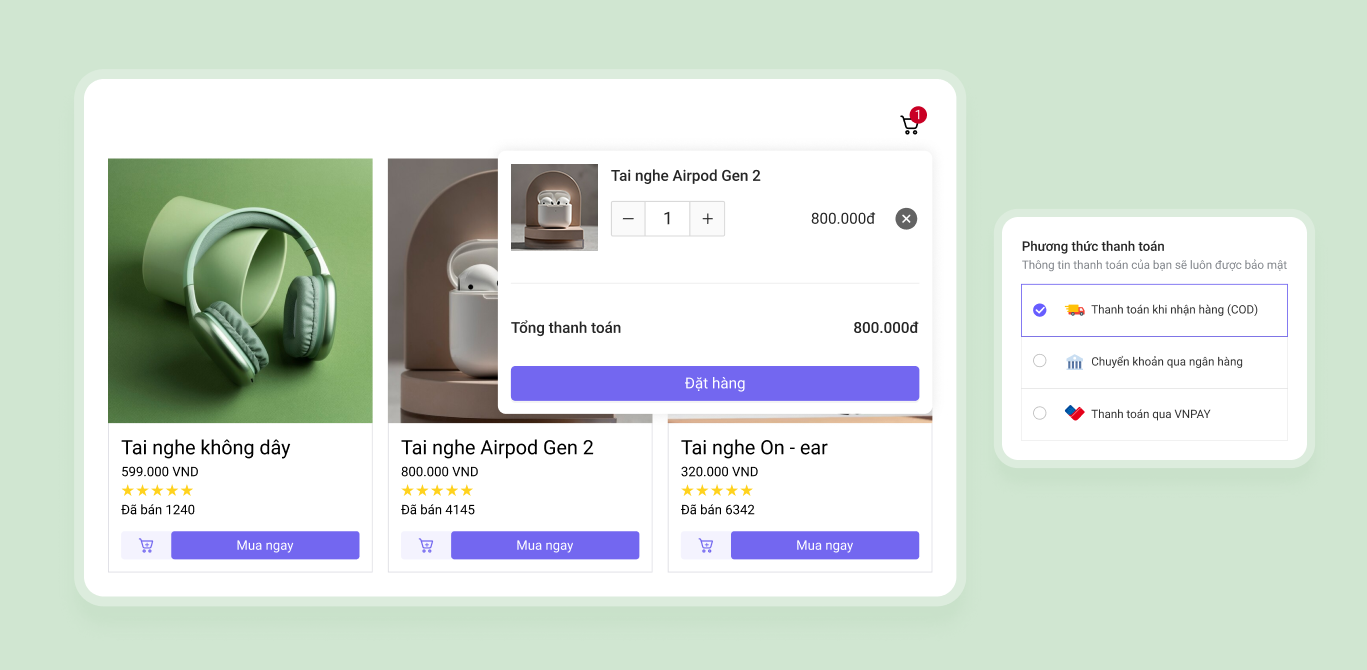 1
Tai nghe Airpod Gen 2
− 1 +
800.000đ
Tổng thanh toán
800.000đ
Đặt hàng
Tai nghe không dây
599.000 VND
Đã bán 1240
Mua ngay
Tai nghe Airpod Gen 2
800.000 VND
Đã bán 4145
Mua ngay
Tai nghe On - ear
320.000 VND
Đã bán 6342
Mua ngay
Phương thức thanh toán
Thông tin thanh toán của bạn sẽ luôn được bảo mật
Thanh toán khi nhận hàng (COD)
Chuyển khoản qua ngân hàng
Thanh toán qua VNPAY